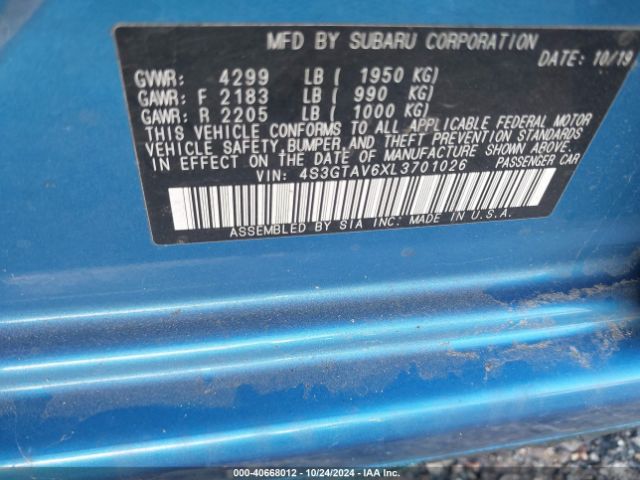 MFD BY SUBARU CORPORATION
DATE: 10/19
GVWR: 4299 LB ( 1950 KG)
GAWR: F 2183 LB ( 990 KG)
GAWR: R 2205 LB ( 1000 KG)
THIS VEHICLE CONFORMS TO ALL APPLICABLE FEDERAL MOTOR
VEHICLE SAFETY,BUMPER,AND THEFT PREVENTION STANDARDS
IN EFFECT ON THE DATE OF MANUFACTURE SHOWN ABOVE.
VIN: 4S3GTAV6XL3701026 PASSENGER CAR
ASSEMBLED BY SIA INC. MADE IN U.S.A.
000-40668012 - 10/24/2024 - IAA Inc.